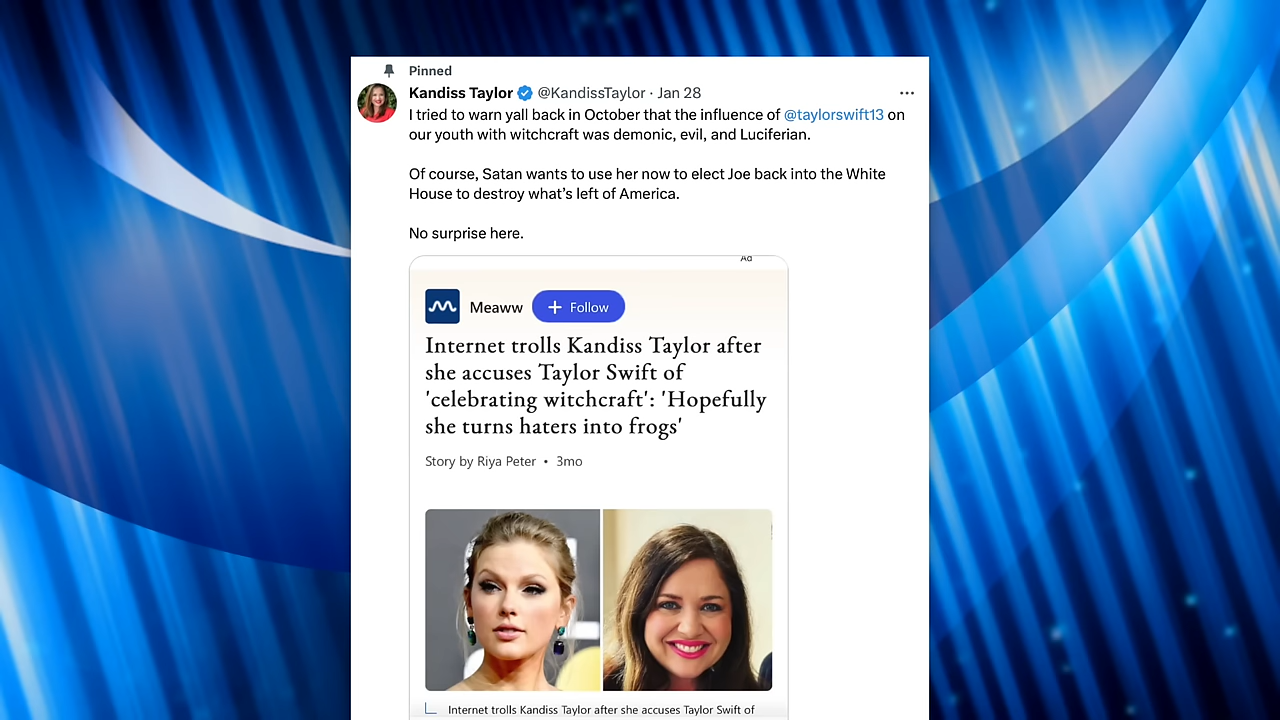 Pinned
Kandiss Taylor @KandissTaylor · Jan 28
I tried to warn yall back in October that the influence of @taylorswift13 on
our youth with witchcraft was demonic, evil, and Luciferian.
Of course, Satan wants to use her now to elect Joe back into the White
House to destroy what’s left of America.
No surprise here.
Ad
Meaww + Follow
Internet trolls Kandiss Taylor after
she accuses Taylor Swift of
'celebrating witchcraft': 'Hopefully
she turns haters into frogs'
Story by Riya Peter • 3mo
Internet trolls Kandiss Taylor after she accuses Taylor Swift of